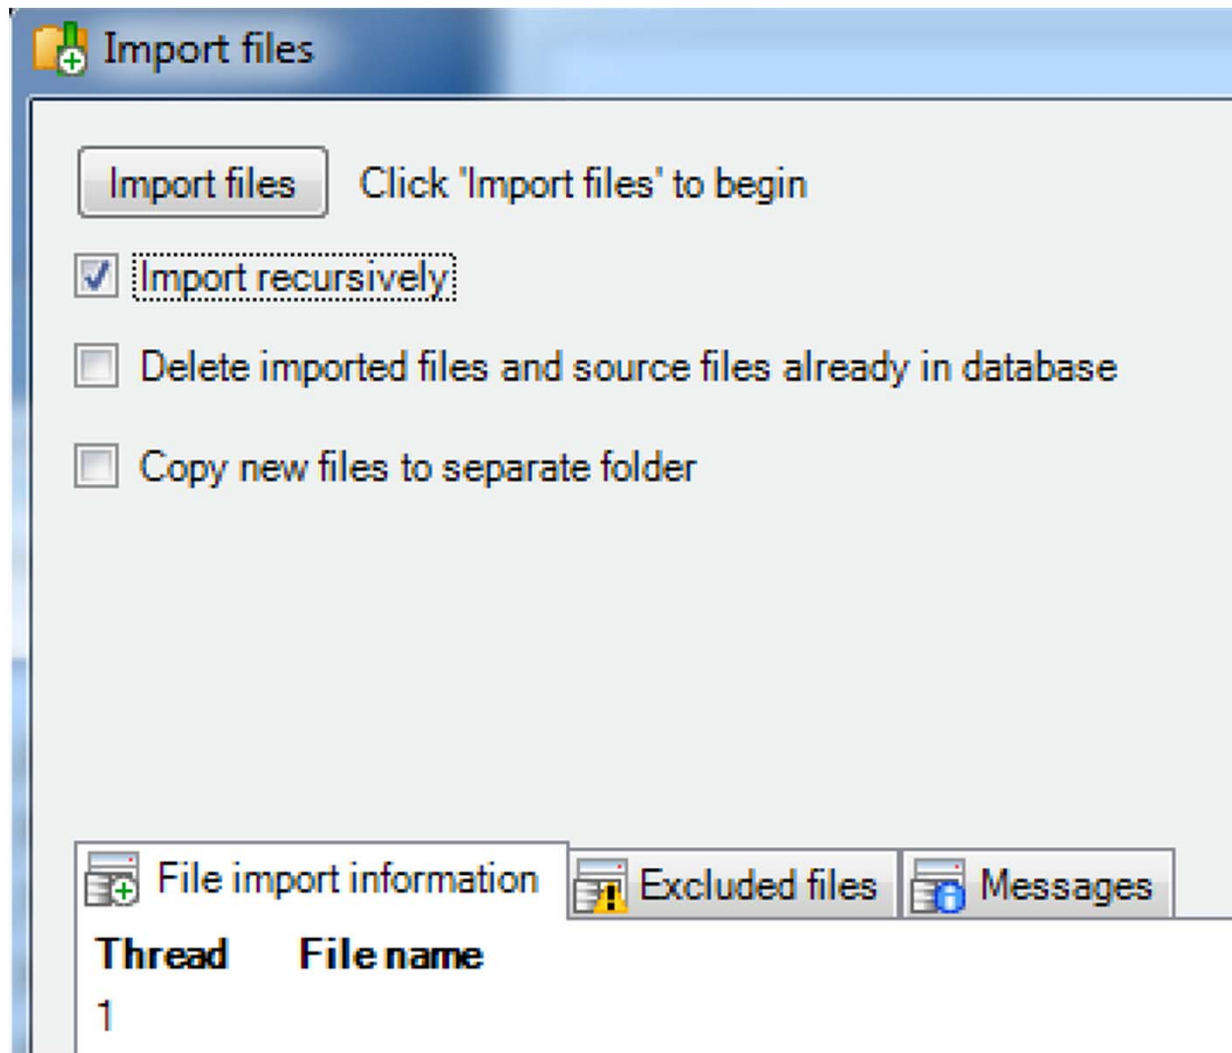 Import files
Import files Click 'Import files' to begin
Import recursively
Delete imported files and source files already in database
Copy new files to separate folder
File import information Excluded files Messages
Thread File name
1